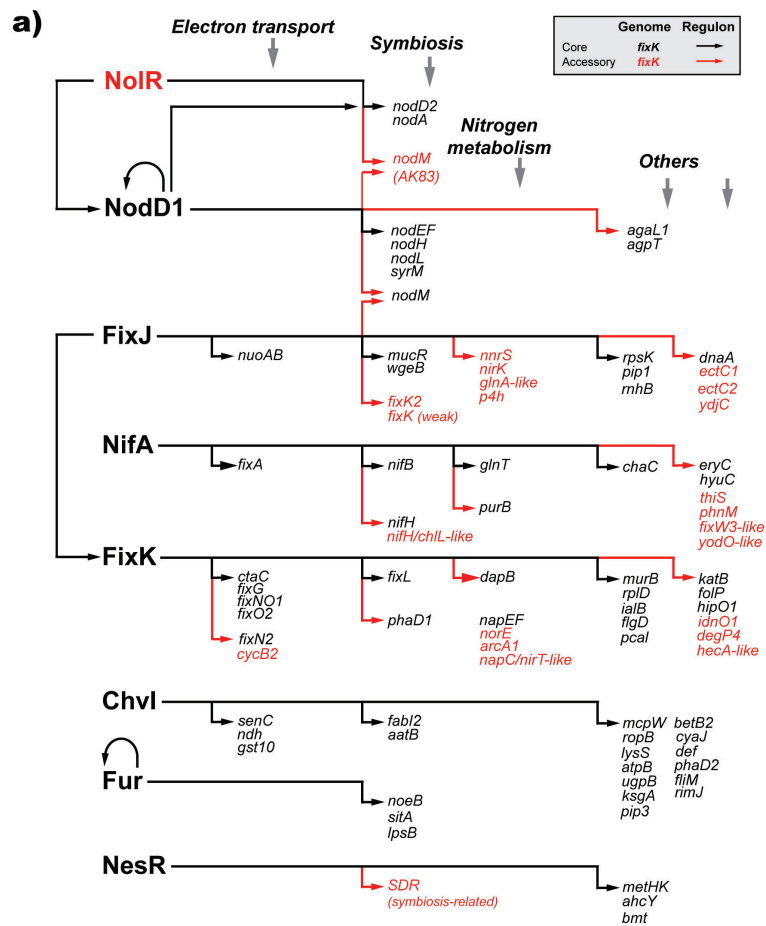 a)
Electron transport
Symbiosis
Nitrogen
metabolism
Others
Genome Regulon
Core fixK
Accessory fixK
NolR
nodD2
nodA
nodM
(AK83)
NodD1
nodEF
nodH
nodL
syrM
nodM
agaL1
agpT
FixJ
nuoAB
mucR
wgeB
fixK2
fixK (weak)
nnrS
nirK
glnA-like
p4h
rpsK
pip1
rnhB
dnaA
ectC1
ectC2
ydjC
NifA
fixA
nifB
nifH
nifH/chlL-like
glnT
purB
chaC
eryC
hyuC
thiS
phnM
fixW3-like
yodO-like
FixK
ctaC
fixG
fixNO1
fixO2
fixN2
cycB2
fixL
phaD1
dapB
napEF
norE
arcA1
napC/nirT-like
murB
rplD
ialB
flgD
pcaI
katB
folP
hipO1
idnO1
degP4
hecA-like
ChvI
senC
ndh
gst10
fabI2
aatB
mcpW betB2
ropB cyaJ
lysS def
atpB phaD2
ugpB fliM
ksgA rimJ
pip3
Fur
noeB
sitA
lpsB
NesR
SDR
(symbiosis-related)
metHK
ahcY
bmt